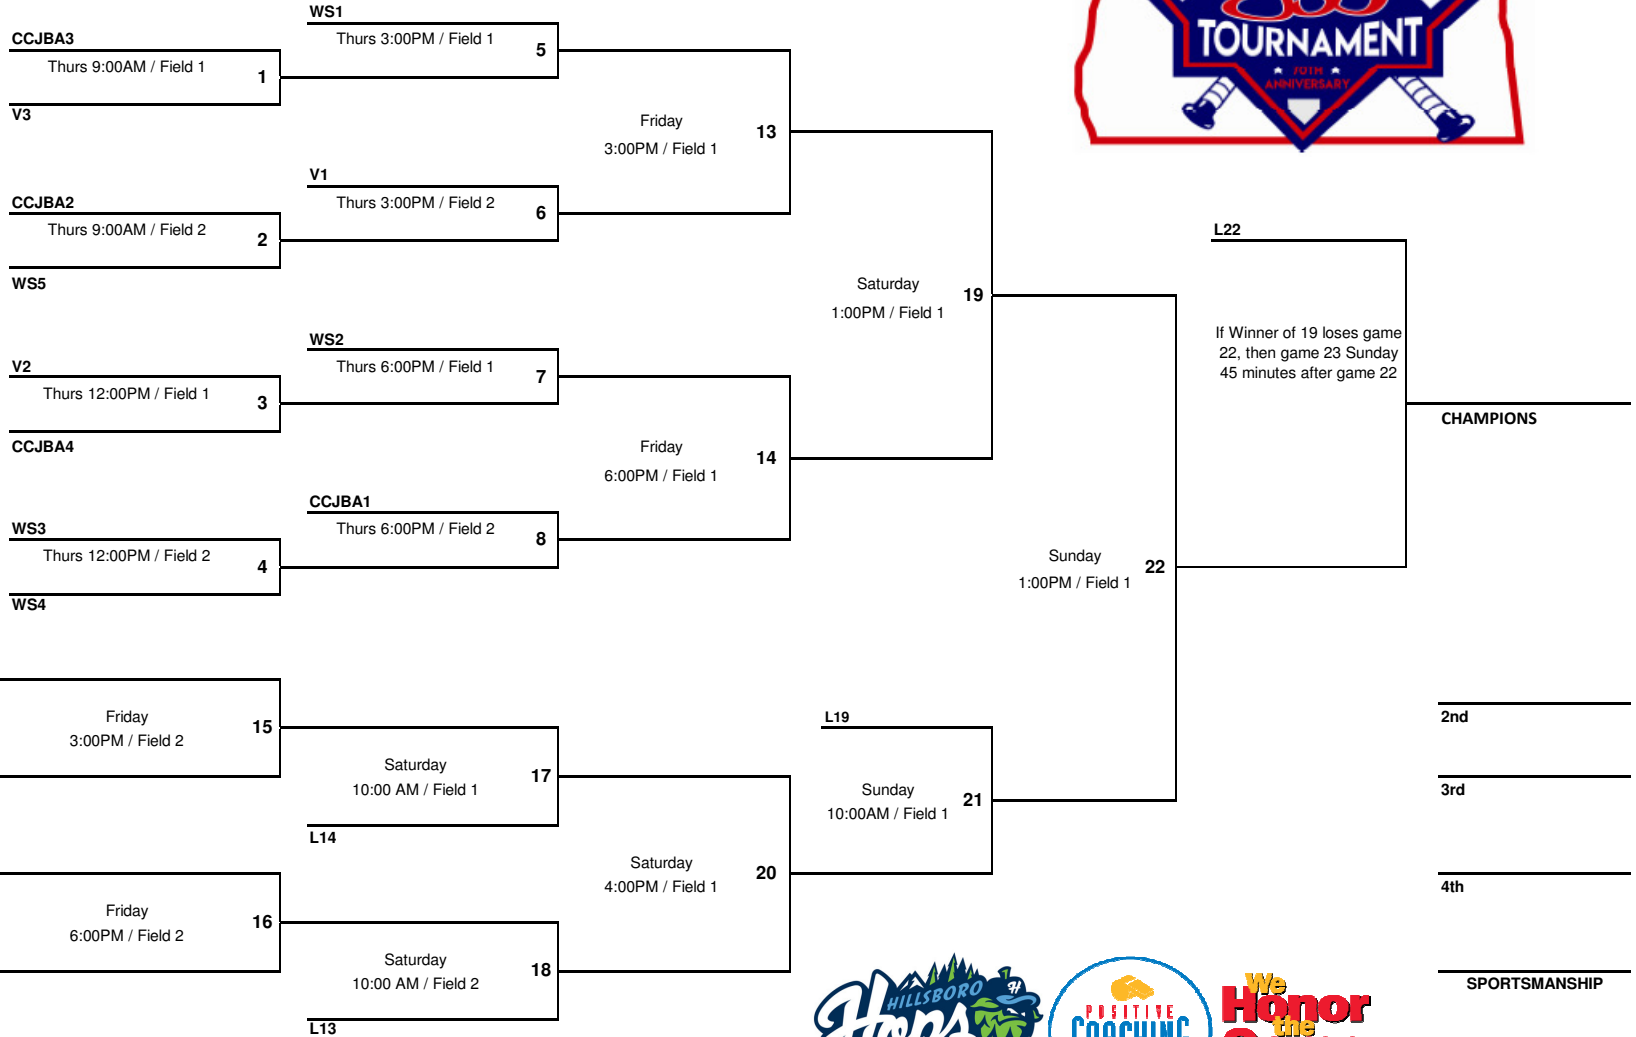 WS1
Thurs 3:00PM / Field 1
5
CCJBA3
Thurs 9:00AM / Field 1
1
V3
TOURNAMENT
70TH
ANNIVERSARY
Friday
13
3:00PM / Field 1
V1
Thurs 3:00PM / Field 2
6
CCJBA2
Thurs 9:00AM / Field 2
2
WS5
L22
Saturday
19
1:00PM / Field 1
If Winner of 19 loses game
22, then game 23 Sunday
45 minutes after game 22
WS2
Thurs 6:00PM / Field 1
7
V2
Thurs 12:00PM / Field 1
3
CCJBA4
CHAMPIONS
Friday
14
6:00PM / Field 1
CCJBA1
Thurs 6:00PM / Field 2
8
WS3
Thurs 12:00PM / Field 2
4
WS4
Sunday
22
1:00PM / Field 1
Friday
15
3:00PM / Field 2
L19
2nd
Saturday
17
10:00 AM / Field 1
L14
Sunday
21
10:00AM / Field 1
3rd
Saturday
20
4:00PM / Field 1
4th
Friday
16
6:00PM / Field 2
Saturday
18
10:00 AM / Field 2
L13
SPORTSMANSHIP
HILLSBORO
H
Hops
POSITIVE
COACHING
We
Honor
the